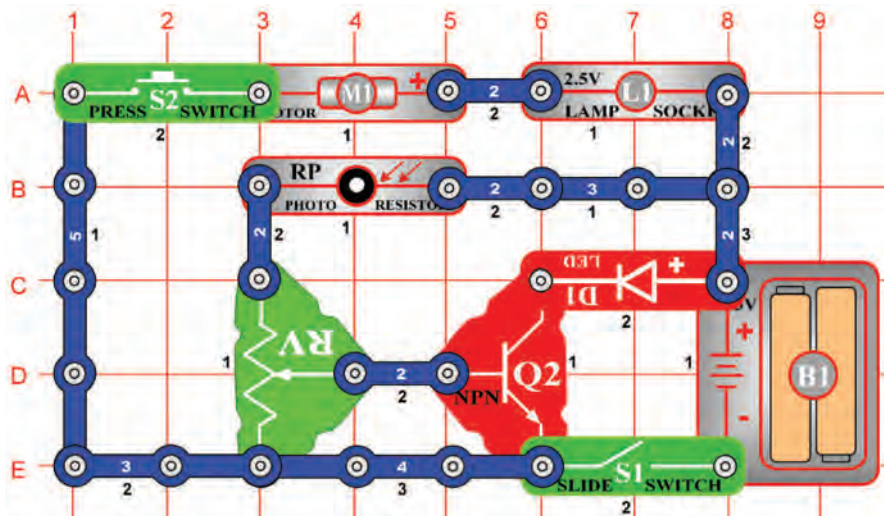 1 2 3 4 5 6 7 8 9
A
PRESS S2 SWITCH
2
OTOR M1 +
1
2
2
2.5V
LAMP L1 SOCKE
1
2
2
B
RP
PHOTO RESISTO
1
2
2
3
1
5
1
2
2
2
3
C
LED
D1 +
2
3V
RV
1
D
2
2
NPN Q2
1
1
+
-
B1
E
3
2
4
3
S1
SLIDE SWITCH
2